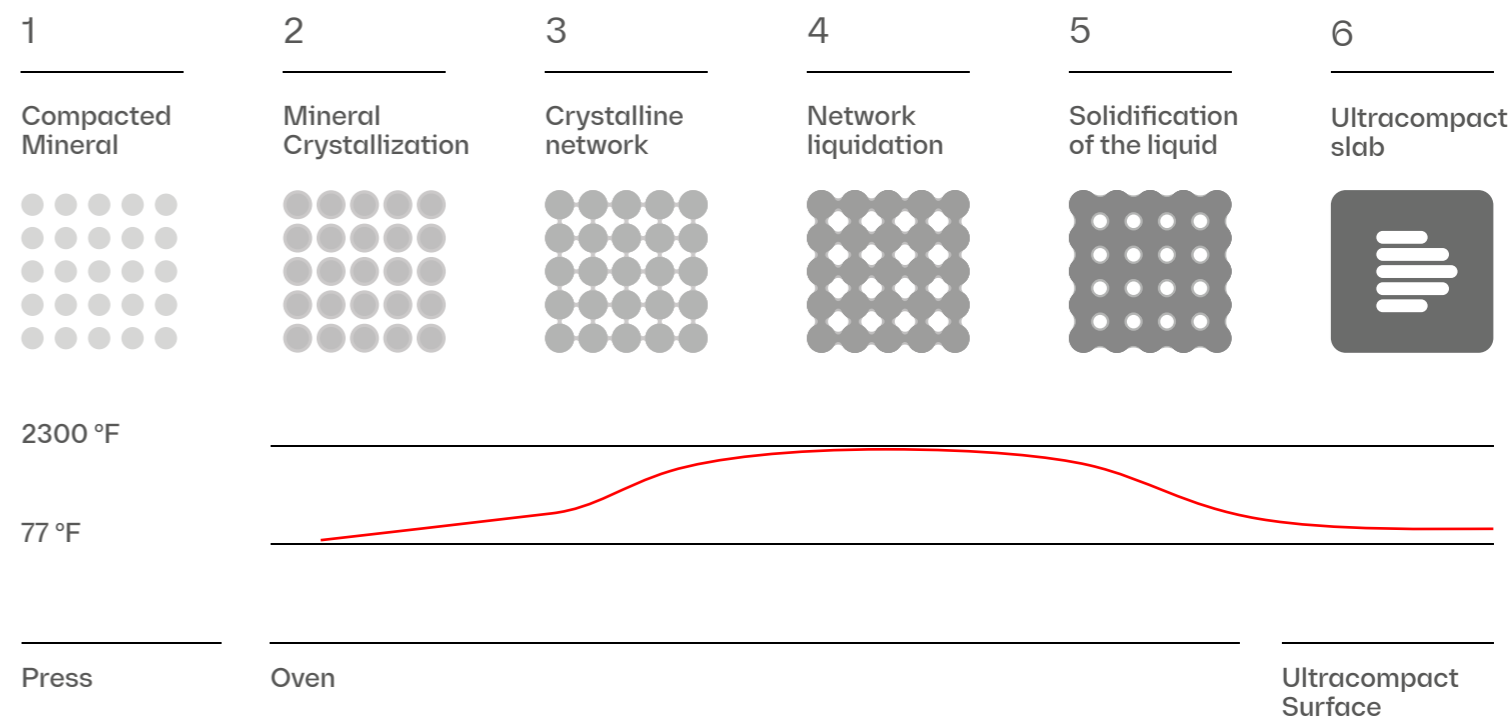 1
2
3
4
5
6
Compacted
Mineral
Mineral
Crystallization
Crystalline
network
Network
liquidation
Solidification
of the liquid
Ultracompact
slab
2300 °F
77 °F
Press
Oven
Ultracompact
Surface